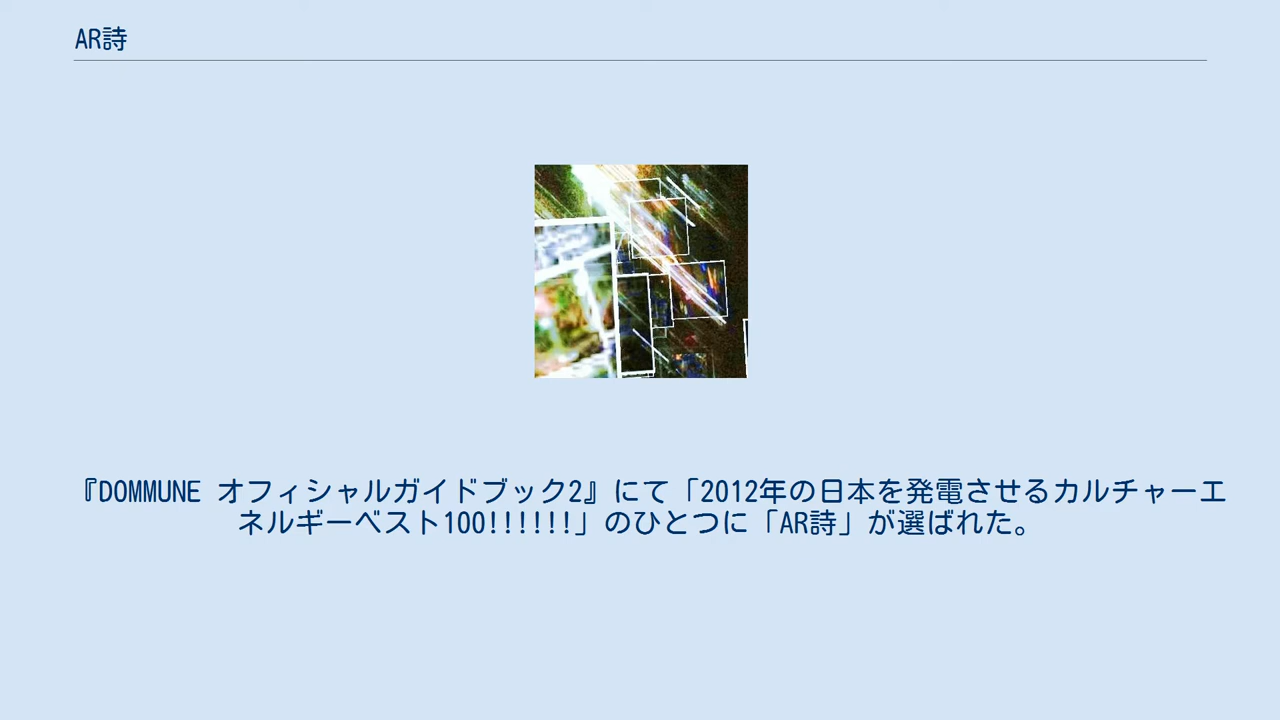 AR詩
『DOMMUNE オフィシャルガイドブック2』にて「2012年の日本を発電させるカルチャーエ
ネルギーベスト100!!!!!!」のひとつに「AR詩」が選ばれた。